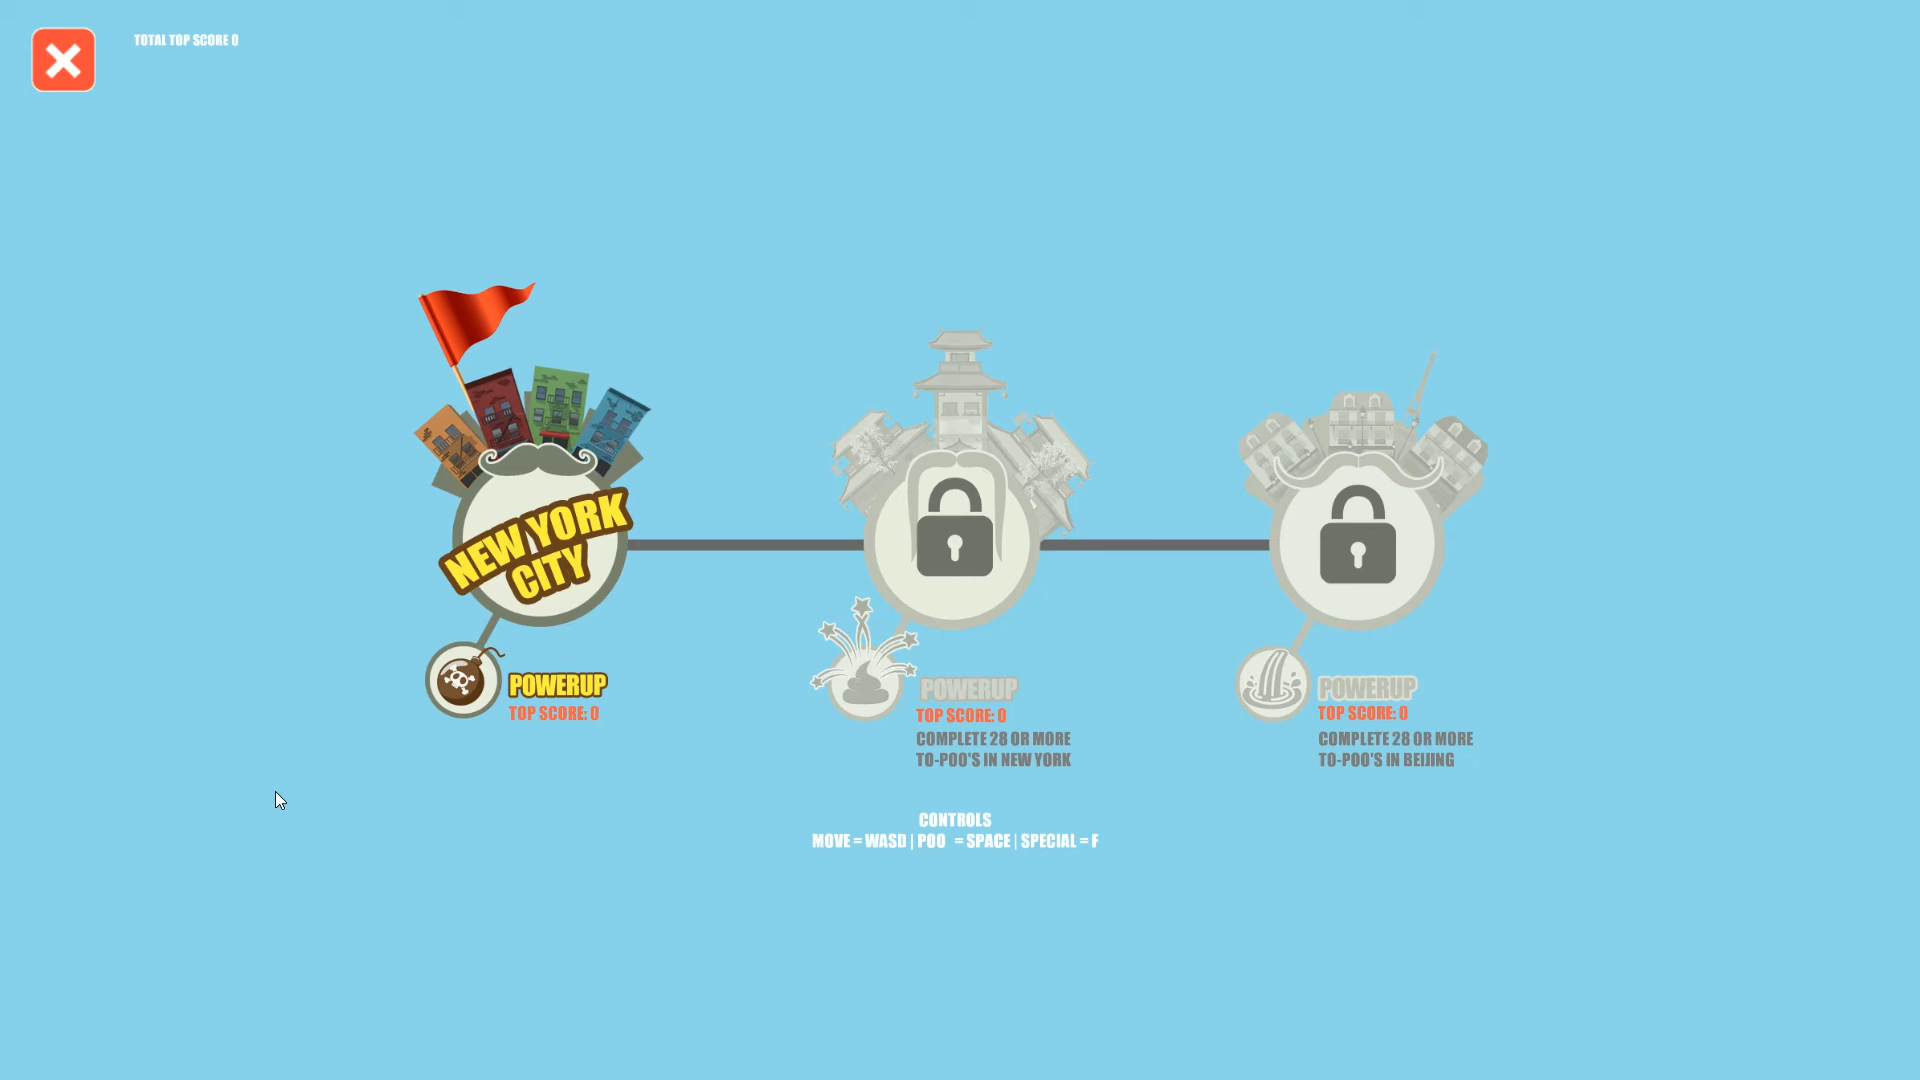 TOTAL TOP SCORE 0
NEW YORK
CITY
POWERUP
TOP SCORE: 0
POWERUP
TOP SCORE: 0
COMPLETE 28 OR MORE
TO-POO'S IN NEW YORK
POWERUP
TOP SCORE: 0
COMPLETE 28 OR MORE
TO-POO'S IN BEIJING
CONTROLS
MOVE = WASD | POO = SPACE | SPECIAL = F